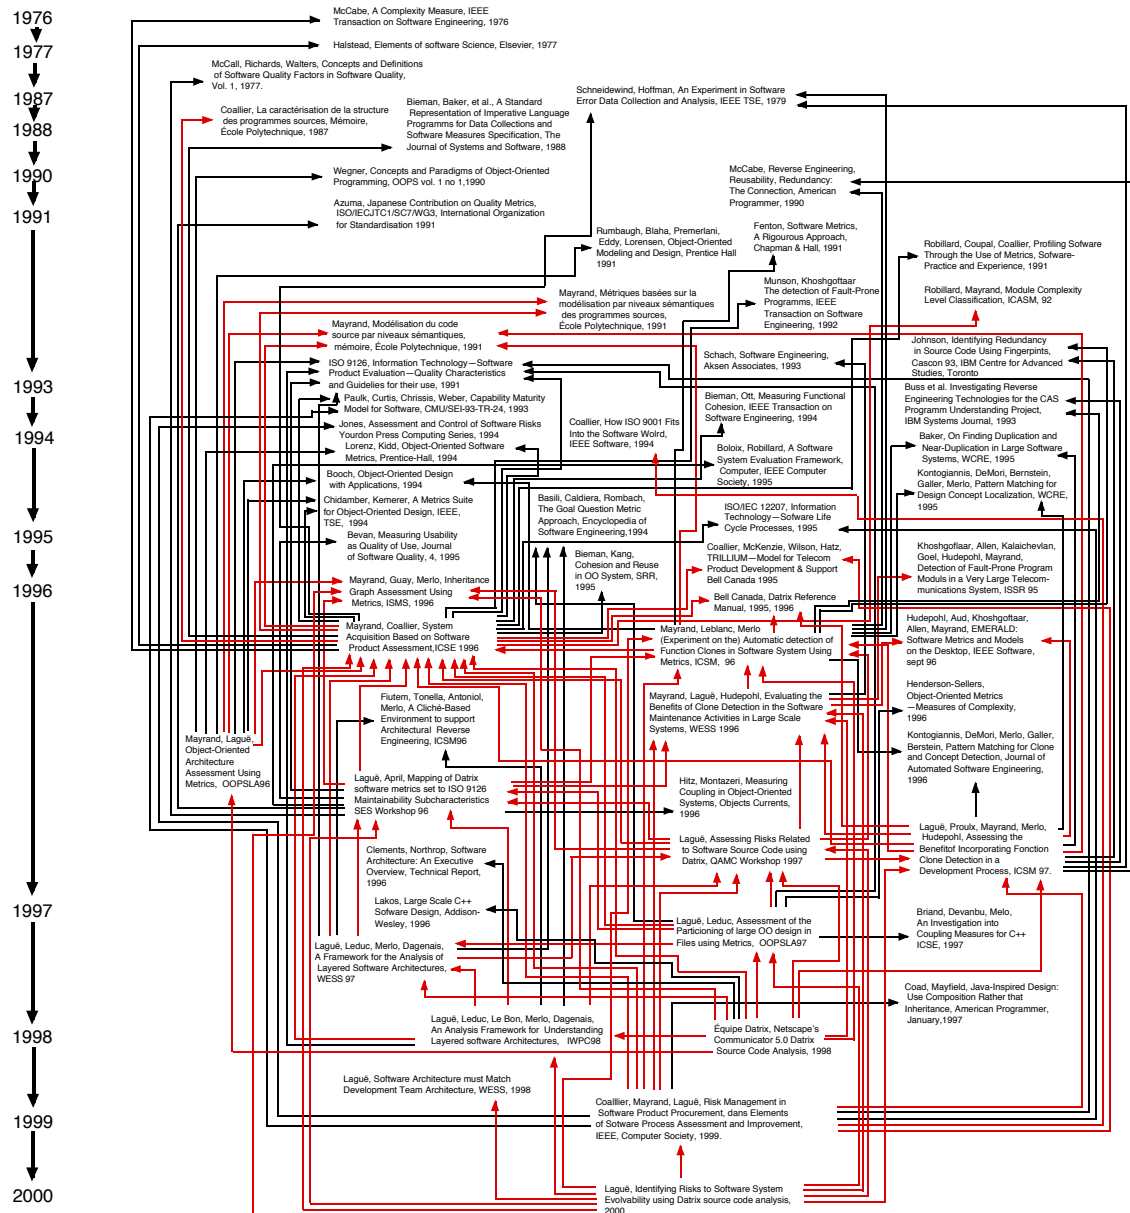 1976
1977
1987
1988
1990
1991
1993
1994
1995
1996
1997
1998
1999
2000
McCabe, A Complexity Measure, IEEE
Transaction on Software Engineering, 1976
Halstead, Elements of software Science, Elsevier, 1977
McCall, Richards, Walters, Concepts and Definitions
of Software Quality Factors in Software Quality,
Vol. 1, 1977.
Coallier, La caractérisation de la structure
des programmes sources, Mémoire,
École Polytechnique, 1987
Bieman, Baker, et al., A Standard
Representation of Imperative Language
Programms for Data Collections and
Software Measures Specification, The
Journal of Systems and Software, 1988
Schneidewind, Hoffman, An Experiment in Software
Error Data Collection and Analysis, IEEE TSE, 1979
Wegner, Concepts and Paradigms of Object-Oriented
Programming, OOPS vol. 1 no 1,1990
McCabe, Reverse Engineering,
Reusability, Redundancy:
The Connection, American
Programmer, 1990
Azuma, Japanese Contribution on Quality Metrics,
ISO/IECJTC1/SC7/WG3, International Organization
for Standardisation 1991
Rumbaugh, Blaha, Premerlani,
Eddy, Lorensen, Object-Oriented
Modeling and Design, Prentice Hall
1991
Fenton, Software Metrics,
A Rigourous Approach,
Chapman & Hall, 1991
Robillard, Coupal, Coallier, Profiling Sofware
Through the Use of Metrics, Sofware-
Practice and Experience, 1991
Mayrand, Métriques basées sur la
modélisation par niveaux sémantiques
des programmes sources,
École Polytechnique, 1991
Munson, Khoshgoftaar
The detection of Fault-Prone
Programms, IEEE
Transaction on Software
Engineering, 1992
Robillard, Mayrand, Module Complexity
Level Classification, ICASM, 92
Mayrand, Modélisation du code
source par niveaux sémantiques,
mémoire, École Polytechnique, 1991
ISO 9126, Information Technology—Software
Product Evaluation—Quality Characteristics
and Guidelies for their use, 1991
Schach, Software Engineering,
Aksen Associates, 1993
Johnson, Identifying Redundancy
in Source Code Using Fingerpints,
Cascon 93, IBM Centre for Advanced
Studies, Toronto
Paulk, Curtis, Chrissis, Weber, Capability Maturity
Model for Software, CMU/SEI-93-TR-24, 1993
Bieman, Ott, Measuring Functional
Cohesion, IEEE Transaction on
Software Engineering, 1994
Buss et al. Investigating Reverse
Engineering Technologies for the CAS
Programm Understanding Project,
IBM Systems Journal, 1993
Jones, Assessment and Control of Software Risks
Yourdon Press Computing Series, 1994
Coallier, How ISO 9001 Fits
Into the Software Wolrd,
IEEE Software, 1994
Lorenz, Kidd, Object-Oriented Software
Metrics, Prentice-Hall, 1994
Boloix, Robillard, A Software
System Evaluation Framework,
Computer, IEEE Computer
Society, 1995
Baker, On Finding Duplication and
Near-Duplication in Large Software
Systems, WCRE, 1995
Booch, Object-Oriented Design
with Applications, 1994
Kontogiannis, DeMori, Bernstein,
Galler, Merlo, Pattern Matching for
Design Concept Localization, WCRE,
1995
Chidamber, Kemerer, A Metrics Suite
for Object-Oriented Design, IEEE,
TSE, 1994
Basili, Caldiera, Rombach,
The Goal Question Metric
Approach, Encyclopedia of
Software Engineering,1994
ISO/IEC 12207, Information
Technology—Sofware Life
Cycle Processes, 1995
Bevan, Measuring Usability
as Quality of Use, Journal
of Software Quality, 4, 1995
Bieman, Kang,
Cohesion and Reuse
in OO System, SRR,
1995
Coallier, McKenzie, Wilson, Hatz,
TRILLIUM—Model for Telecom
Product Development & Support
Bell Canada 1995
Khoshgoflaar, Allen, Kalaichevlan,
Goel, Hudepohl, Mayrand,
Detection of Fault-Prone Program
Moduls in a Very Large Telecom-
munications System, ISSR 95
Mayrand, Guay, Merlo, Inheritance
Graph Assessment Using
Metrics, ISMS, 1996
Bell Canada, Datrix Reference
Manual, 1995, 1996
Mayrand, Coallier, System
Acquisition Based on Software
Product Assessment,ICSE 1996
Mayrand, Leblanc, Merlo
(Experiment on the) Automatic detection of
Function Clones in Software System Using
Metrics, ICSM, 96
Hudepohl, Aud, Khoshgoftaar,
Allen, Mayrand, EMERALD:
Software Metrics and Models
on the Desktop, IEEE Software,
sept 96
Fiutem, Tonella, Antoniol,
Merlo, A Cliché-Based
Environment to support
Architectural Reverse
Engineering, ICSM96
Mayrand, Laguë, Hudepohl, Evaluating the
Benefits of Clone Detection in the Software
Maintenance Activities in Large Scale
Systems, WESS 1996
Henderson-Sellers,
Object-Oriented Metrics
—Measures of Complexity,
1996
Mayrand, Laguë,
Object-Oriented
Architecture
Assessment Using
Metrics, OOPSLA96
Kontogiannis, DeMori, Merlo, Galler,
Berstein, Pattern Matching for Clone
and Concept Detection, Journal of
Automated Software Engineering,
1996
Laguë, April, Mapping of Datrix
software metrics set to ISO 9126
Maintainability Subcharacteristics
SES Workshop 96
Hitz, Montazeri, Measuring
Coupling in Object-Oriented
Systems, Objects Currents,
1996
Laguë, Proulx, Mayrand, Merlo,
Hudepohl, Assessing the
Benefitof Incorporating Function
Clone Detection in a
Development Process, ICSM 97.
Laguë, Assessing Risks Related
to Software Source Code using
Datrix, QAMC Workshop 1997
Clements, Northrop, Software
Architecture: An Executive
Overview, Technical Report,
1996
Lakos, Large Scale C++
Sofware Design, Addison-
Wesley, 1996
Laguë, Leduc, Assessment of the
Particioning of large OO design in
Files using Metrics, OOPSLA97
Briand, Devanbu, Melo,
An Investigation into
Coupling Measures for C++
ICSE, 1997
Laguë, Leduc, Merlo, Dagenais,
A Framework for the Analysis of
Layered Software Architectures,
WESS 97
Coad, Mayfield, Java-Inspired Design:
Use Composition Rather that
Inheritance, American Programmer,
January,1997
Laguë, Leduc, Le Bon, Merlo, Dagenais,
An Analysis Framework for Understanding
Layered software Architectures, IWPC98
Équipe Datrix, Netscape's
Communicator 5.0 Datrix
Source Code Analysis, 1998
Laguë, Software Architecture must Match
Development Team Architecture, WESS, 1998
Coallier, Mayrand, Laguë, Risk Management in
Software Product Procurement, dans Elements
of Sotware Process Assessment and Improvement,
IEEE, Computer Society, 1999.
Laguë, Identifying Risks to Software System
Evolvability using Datrix source code analysis,
2000